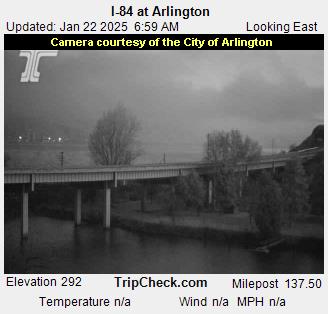 I-84 at Arlington
Updated: Jan 22 2025 6:59 AM Looking East
Camera courtesy of the City of Arlington
Elevation 292 TripCheck.com Milepost 137.50
Temperature n/a Wind n/a MPH n/a